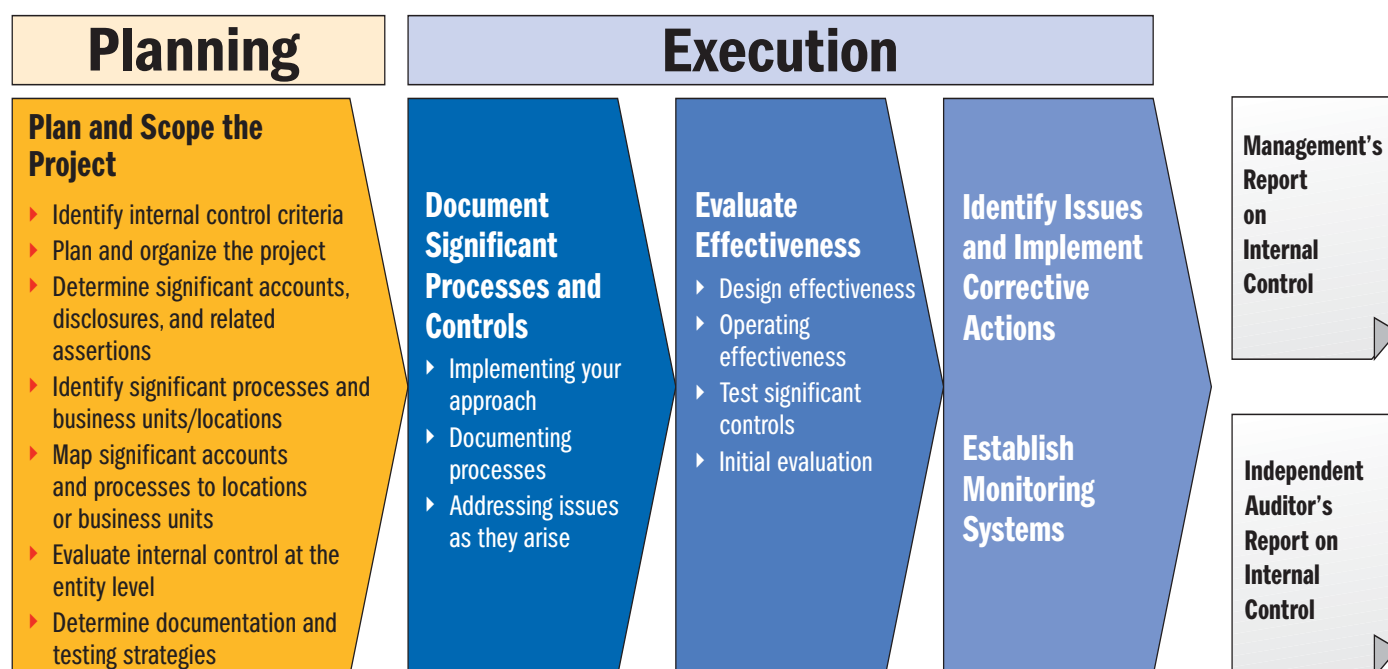 Planning
Execution
Plan and Scope the
Project
Identify internal control criteria
Plan and organize the project
Determine significant accounts,
disclosures, and related
assertions
Identify significant processes and
business units/locations
Map significant accounts
and processes to locations
or business units
Evaluate internal control at the
entity level
Determine documentation and
testing strategies
Document
Significant
Processes and
Controls
Implementing your
approach
Documenting
processes
Addressing issues
as they arise
Evaluate
Effectiveness
Design effectiveness
Operating
effectiveness
Test significant
controls
Initial evaluation
Identify Issues
and Implement
Corrective
Actions
Establish
Monitoring
Systems
Management's
Report
on
Internal
Control
Independent
Auditor's
Report on
Internal
Control